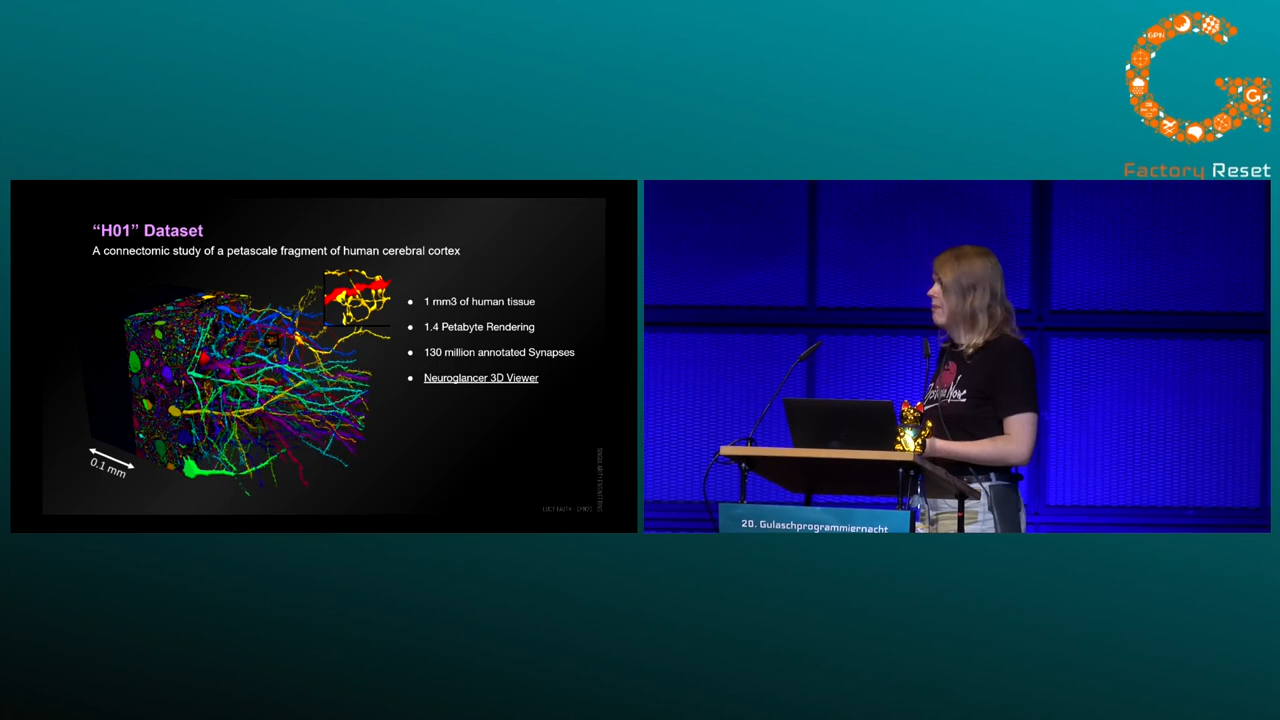 GPN
Factory Reset
“H01” Dataset
A connectomic study of a petascale fragment of human cerebral cortex
● 1 mm3 of human tissue
● 1.4 Petabyte Rendering
● 130 million annotated Synapses
● Neuroglancer 3D Viewer
0.1 mm
20. Gulaschprogrammiernacht